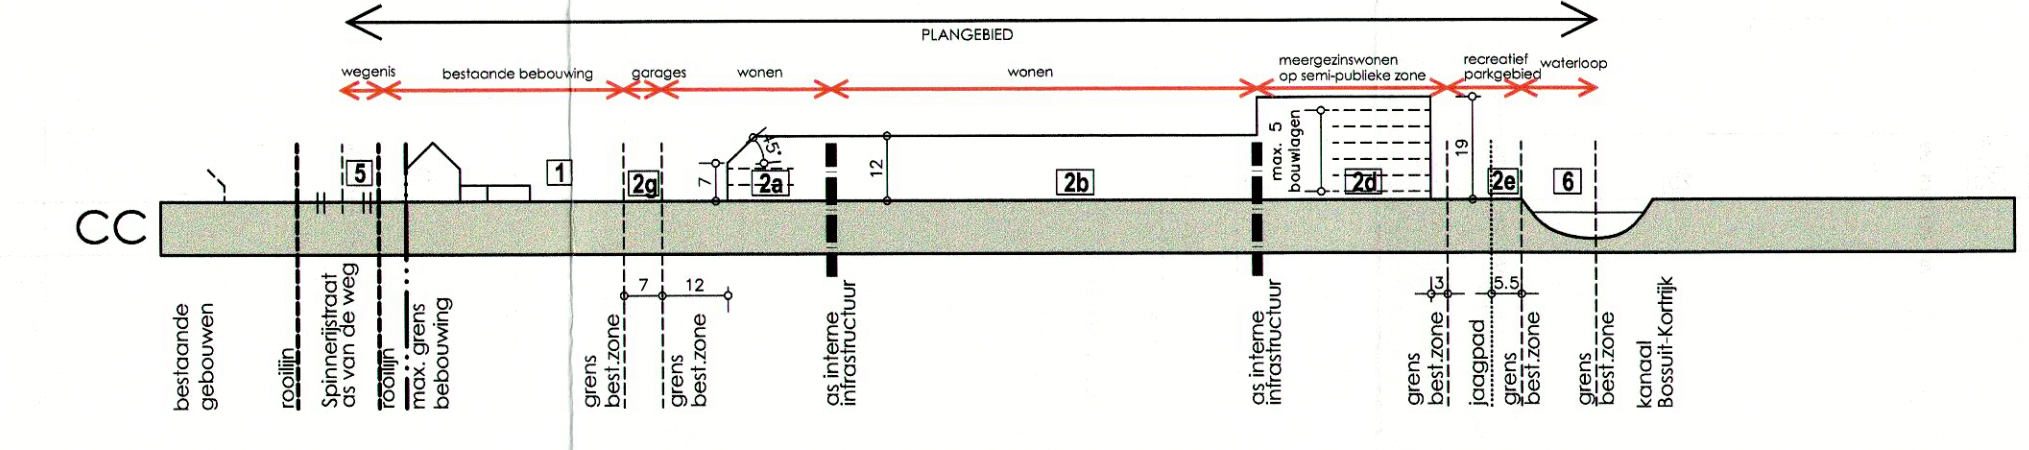 PLANGEBIED
wegenis
bestaande bebouwing
garages
wonen
wonen
meergezinswonen
op semi-publieke zone
recreatief
parkgebied
waterloop
5
1
2g
7
45°
2a
12
2b
max. 5
bouwlagen
2d
19
2e
6
CC
7
12
3
5.5
bestaande
gebouwen
rooilijn
Spinnerijstraat
as van de weg
rooilijn
max. grens
bebouwing
grens
best.zone
grens
best.zone
as interne
infrastructuur
as interne
infrastructuur
grens
best.zone
jaagpad
grens
best.zone
grens
best.zone
kanaal
Bossuit-Kortrijk